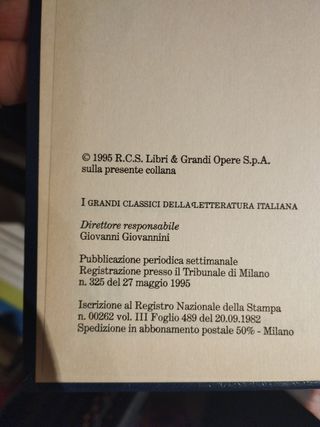 © 1995 R.C.S. Libri & Grandi Opere S.p.A.
sulla presente collana
I GRANDI CLASSICI DELLA LETTERATURA ITALIANA
Direttore responsabile
Giovanni Giovannini
Pubblicazione periodica settimanale
Registrazione presso il Tribunale di Milano
n. 325 del 27 maggio 1995
Iscrizione al Registro Nazionale della Stampa
n. 00262 vol. III Foglio 489 del 20.09.1982
Spedizione in abbonamento postale 50% - Milano